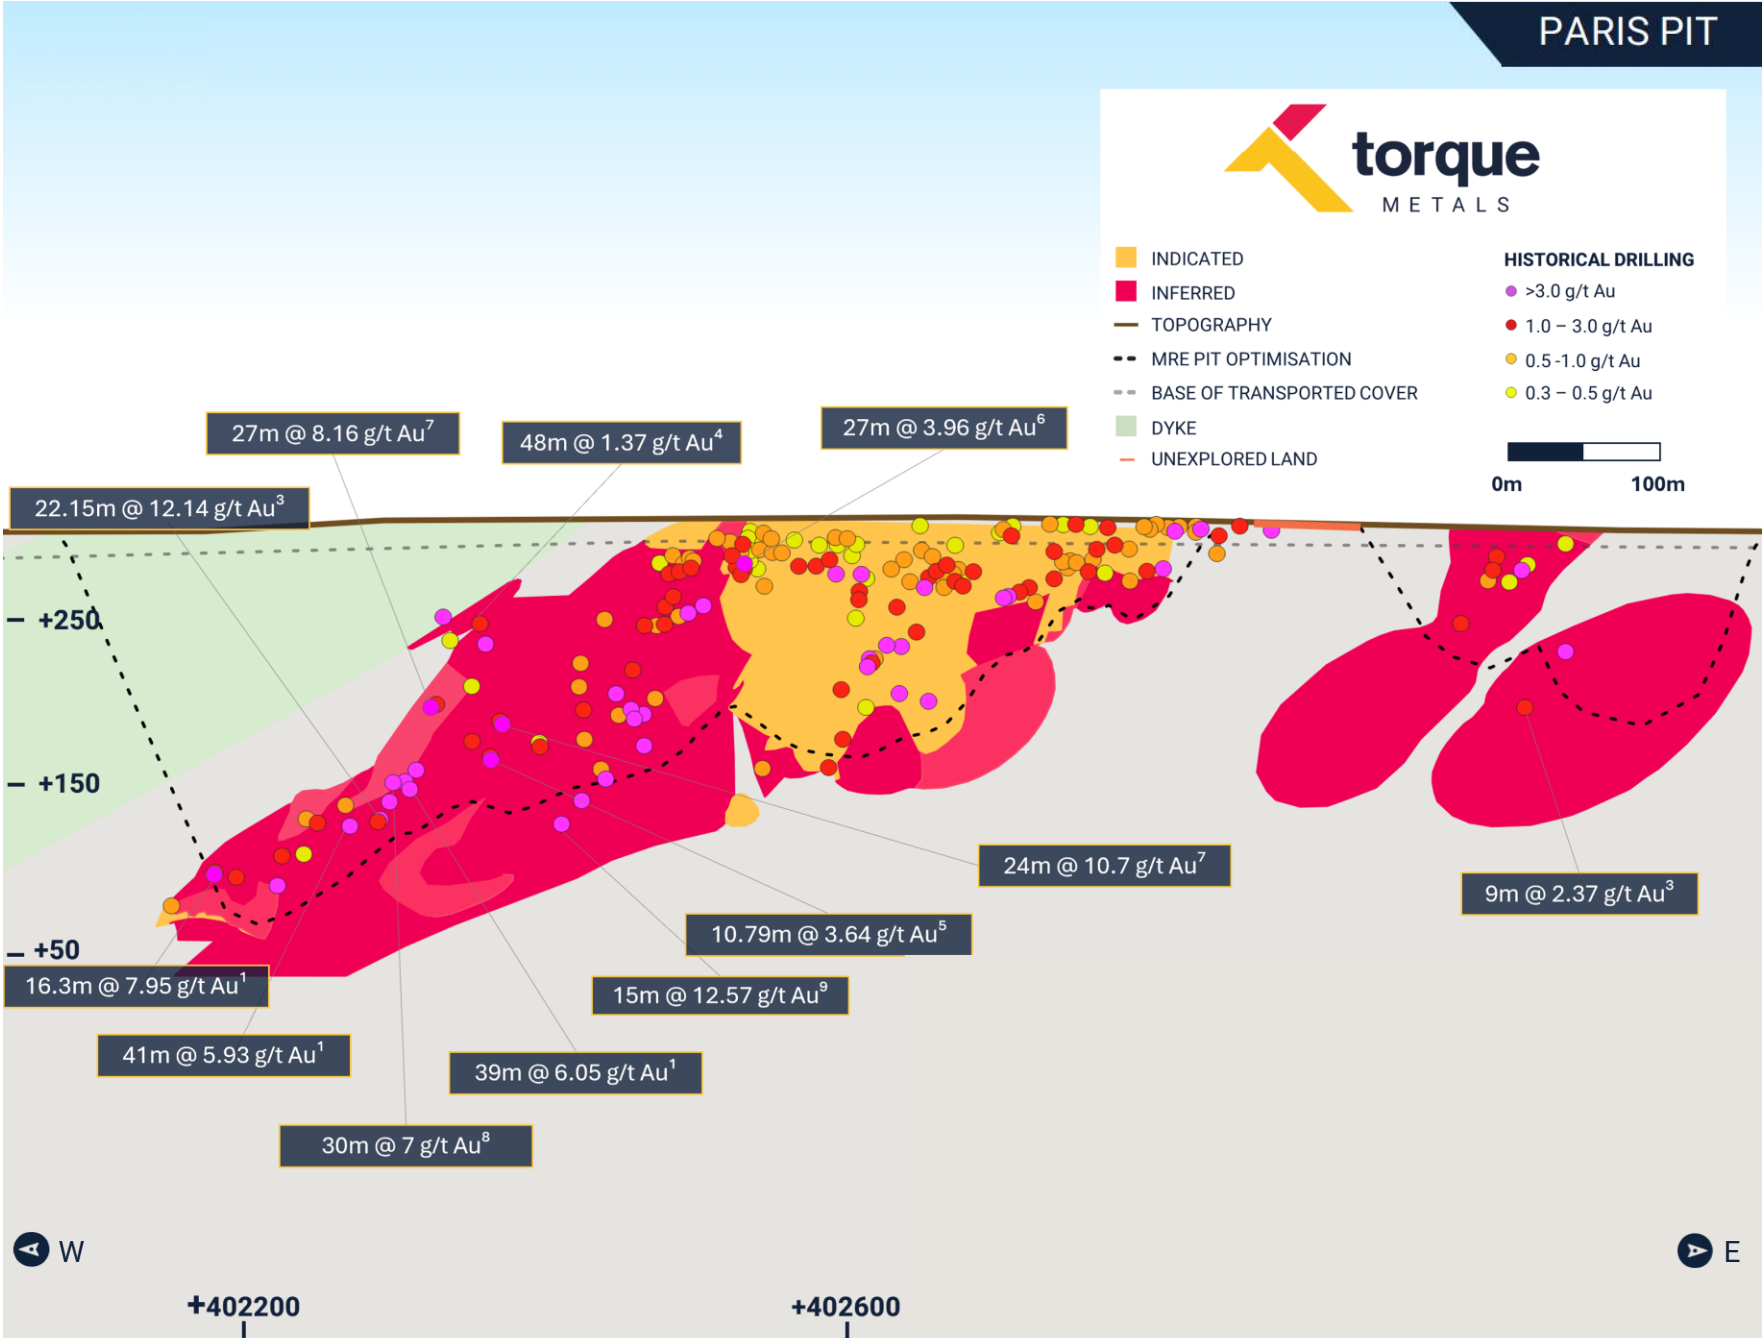 PARIS PIT
torque
METALS
INDICATED
INFERRED
TOPOGRAPHY
MRE PIT OPTIMISATION
BASE OF TRANSPORTED COVER
DYKE
UNEXPLORED LAND
HISTORICAL DRILLING
>3.0 g/t Au
1.0 – 3.0 g/t Au
0.5 -1.0 g/t Au
0.3 – 0.5 g/t Au
0m 100m
27m @ 8.16 g/t Au⁷
48m @ 1.37 g/t Au⁴
27m @ 3.96 g/t Au⁶
22.15m @ 12.14 g/t Au³
+250
+150
+50
24m @ 10.7 g/t Au⁷
9m @ 2.37 g/t Au³
10.79m @ 3.64 g/t Au⁵
16.3m @ 7.95 g/t Au¹
15m @ 12.57 g/t Au⁹
41m @ 5.93 g/t Au¹
39m @ 6.05 g/t Au¹
30m @ 7 g/t Au⁸
W
E
+402200
+402600